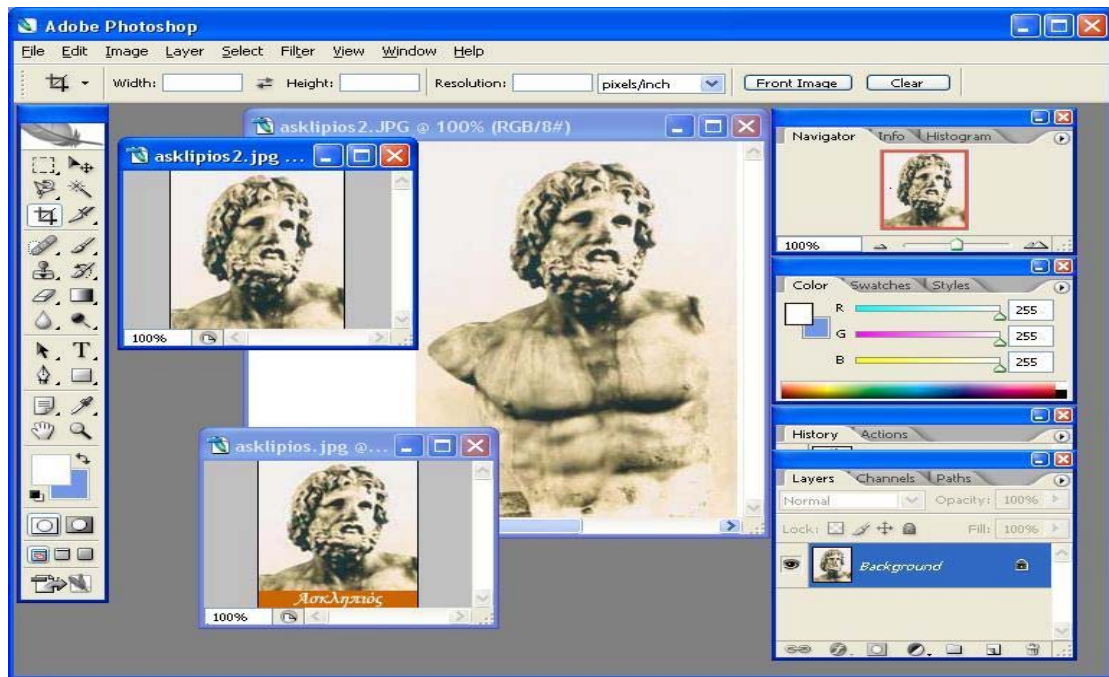 Adobe Photoshop
File Edit Image Layer Select Filter View Window Help
Width: Height: Resolution: pixels/inch Front Image Clear
asklipios2.JPG @ 100% (RGB/8#)
asklipios2.jpg ...
100%
asklipios.jpg @...
Ασκληπιός
100%
Navigator Info Histogram
100%
Color Swatches Styles
R 255
G 255
B 255
History Actions
Layers Channels Paths
Normal Opacity: 100%
Lock: Fill: 100%
Background
T